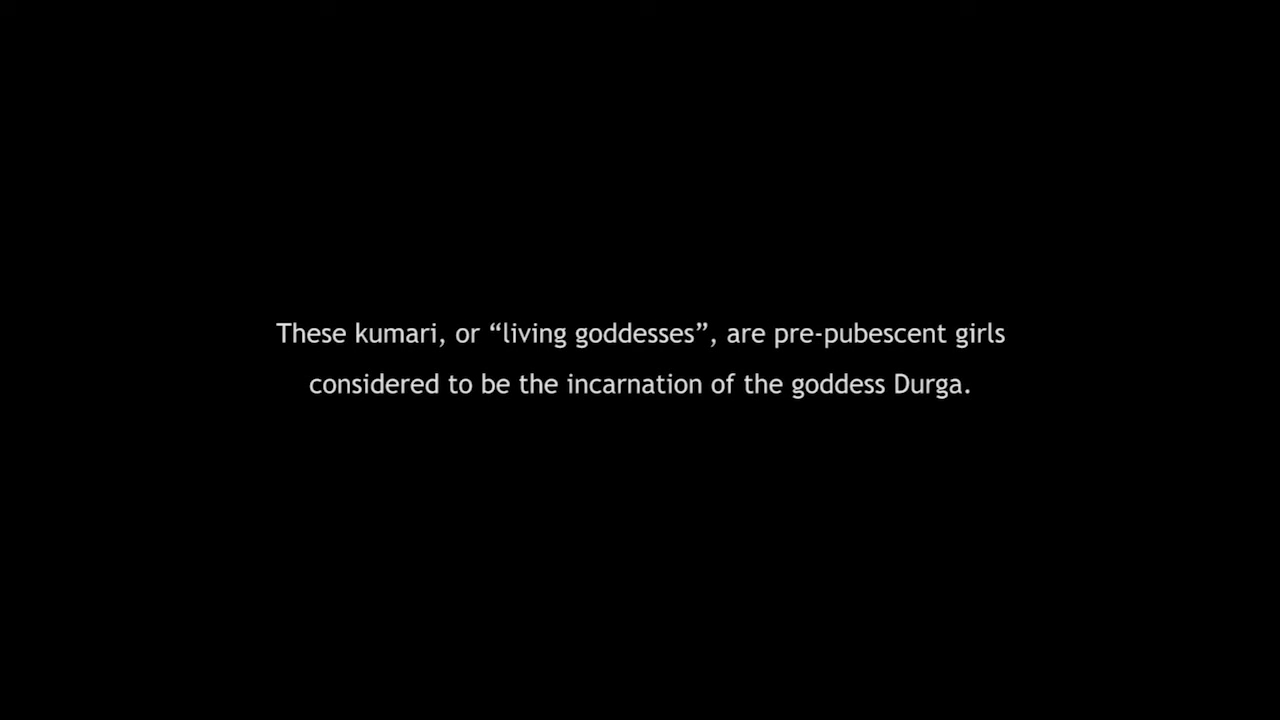 These kumari, or “living goddesses”, are pre-pubescent girls
considered to be the incarnation of the goddess Durga.